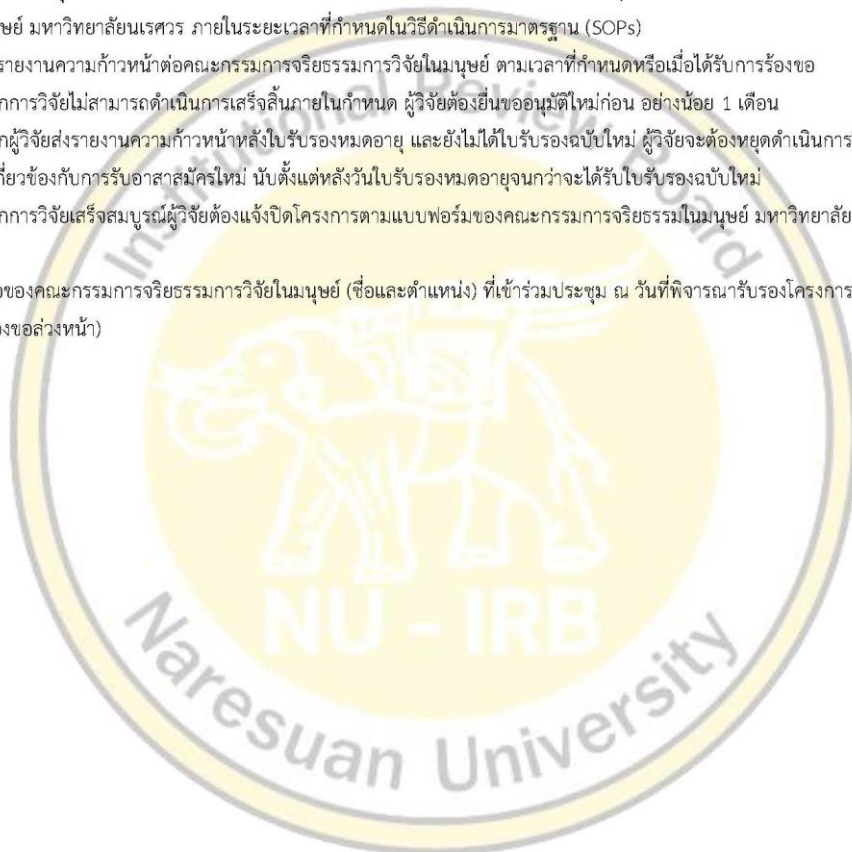 มหาวิทยาลัยนเรศวร ภายในระยะเวลาที่กำหนดในวิธีดำเนินการมาตรฐาน (SOPs)
รายงานความก้าวหน้าต่อคณะกรรมการจริยธรรมการวิจัยในมนุษย์ ตามเวลาที่กำหนดหรือเมื่อได้รับการร้องขอ
การวิจัยไม่สามารถดำเนินการเสร็จสิ้นภายในกำหนด ผู้วิจัยต้องยื่นขออนุมัติใหม่ก่อน อย่างน้อย 1 เดือน
ผู้วิจัยส่งรายงานความก้าวหน้าหลังใบรับรองหมดอายุ และยังไม่ได้ใบรับรองฉบับใหม่ ผู้วิจัยจะต้องหยุดดำเนินการ
กี่ยวข้องกับการรับอาสาสมัครใหม่ นับตั้งแต่หลังวันใบรับรองหมดอายุจนกว่าจะได้รับใบรับรองฉบับใหม่
การวิจัยเสร็จสมบูรณ์ผู้วิจัยต้องแจ้งปิดโครงการตามแบบฟอร์มของคณะกรรมการจริยธรรมในมนุษย์ มหาวิทยาลัย
ของคณะกรรมการจริยธรรมการวิจัยในมนุษย์ (ชื่อและตำแหน่ง) ที่เข้าร่วมประชุม ณ วันที่พิจารณารับรองโครงการ
งขอล่วงหน้า)
Institutional Review Board
NU - IRB
Naresuan University